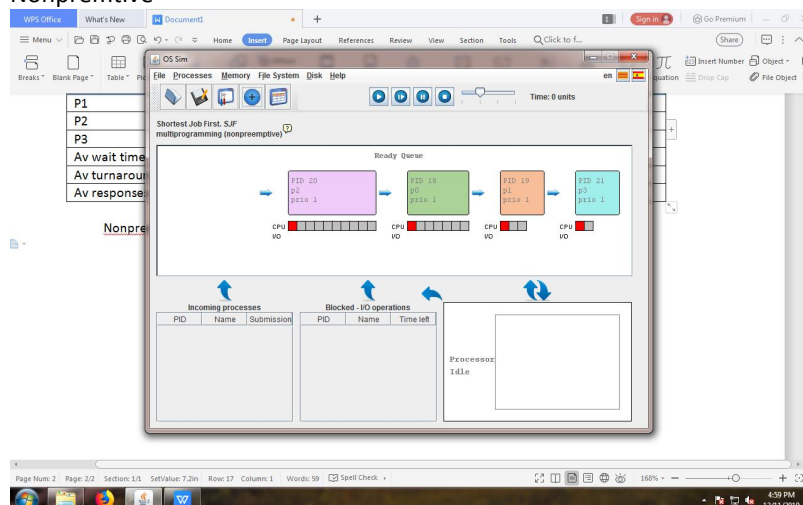 Nonpremtive
WPS Office What's New Document1 + 1 Sign in Go Premium
Menu Home Insert Page Layout References Review View Section Tools Click to f... Share
Breaks Blank Page Table Insert Number Object
Drop Cap File Object
OS Sim
File Processes Memory File System Disk Help en
Time: 0 units
Shortest Job First. SJF
multiprogramming (nonpreemptive)
P1
P2
P3
Av wait time
Av turnarou
Av response
Nonpre
Ready Queue
PID 20 PID 18 PID 19 PID 21
p2 p0 p1 p3
prio 1 prio 1 prio 1 prio 1
CPU CPU CPU CPU
I/O I/O I/O I/O
Incoming processes Blocked - I/O operations
PID Name Submission PID Name Time left
Processor
Idle
Page Num: 2 Page: 2/2 Section: 1/1 SetValue: 7.2in Row: 17 Column: 1 Words: 59 Spell Check 168%
4:59 PM